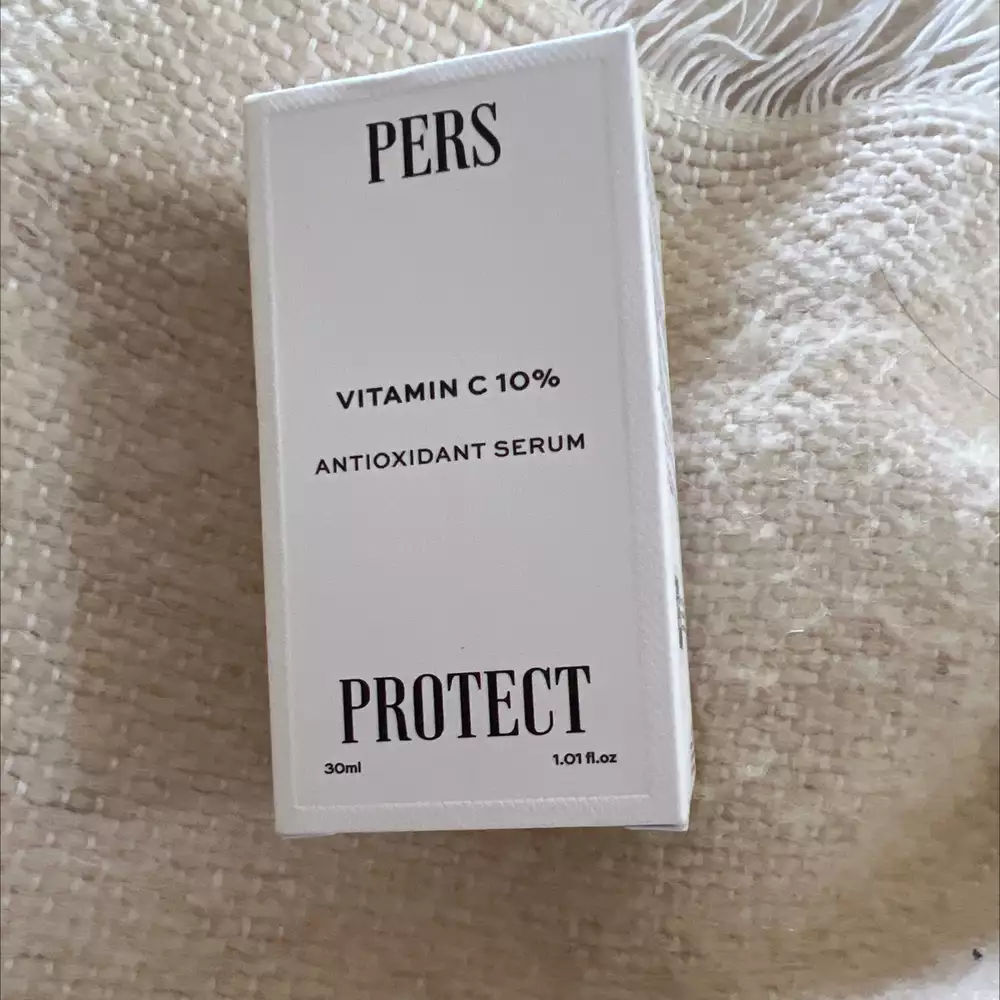 PERS
VITAMIN C 10%
ANTIOXIDANT SERUM
PROTECT
30ml
1.01 fl.oz